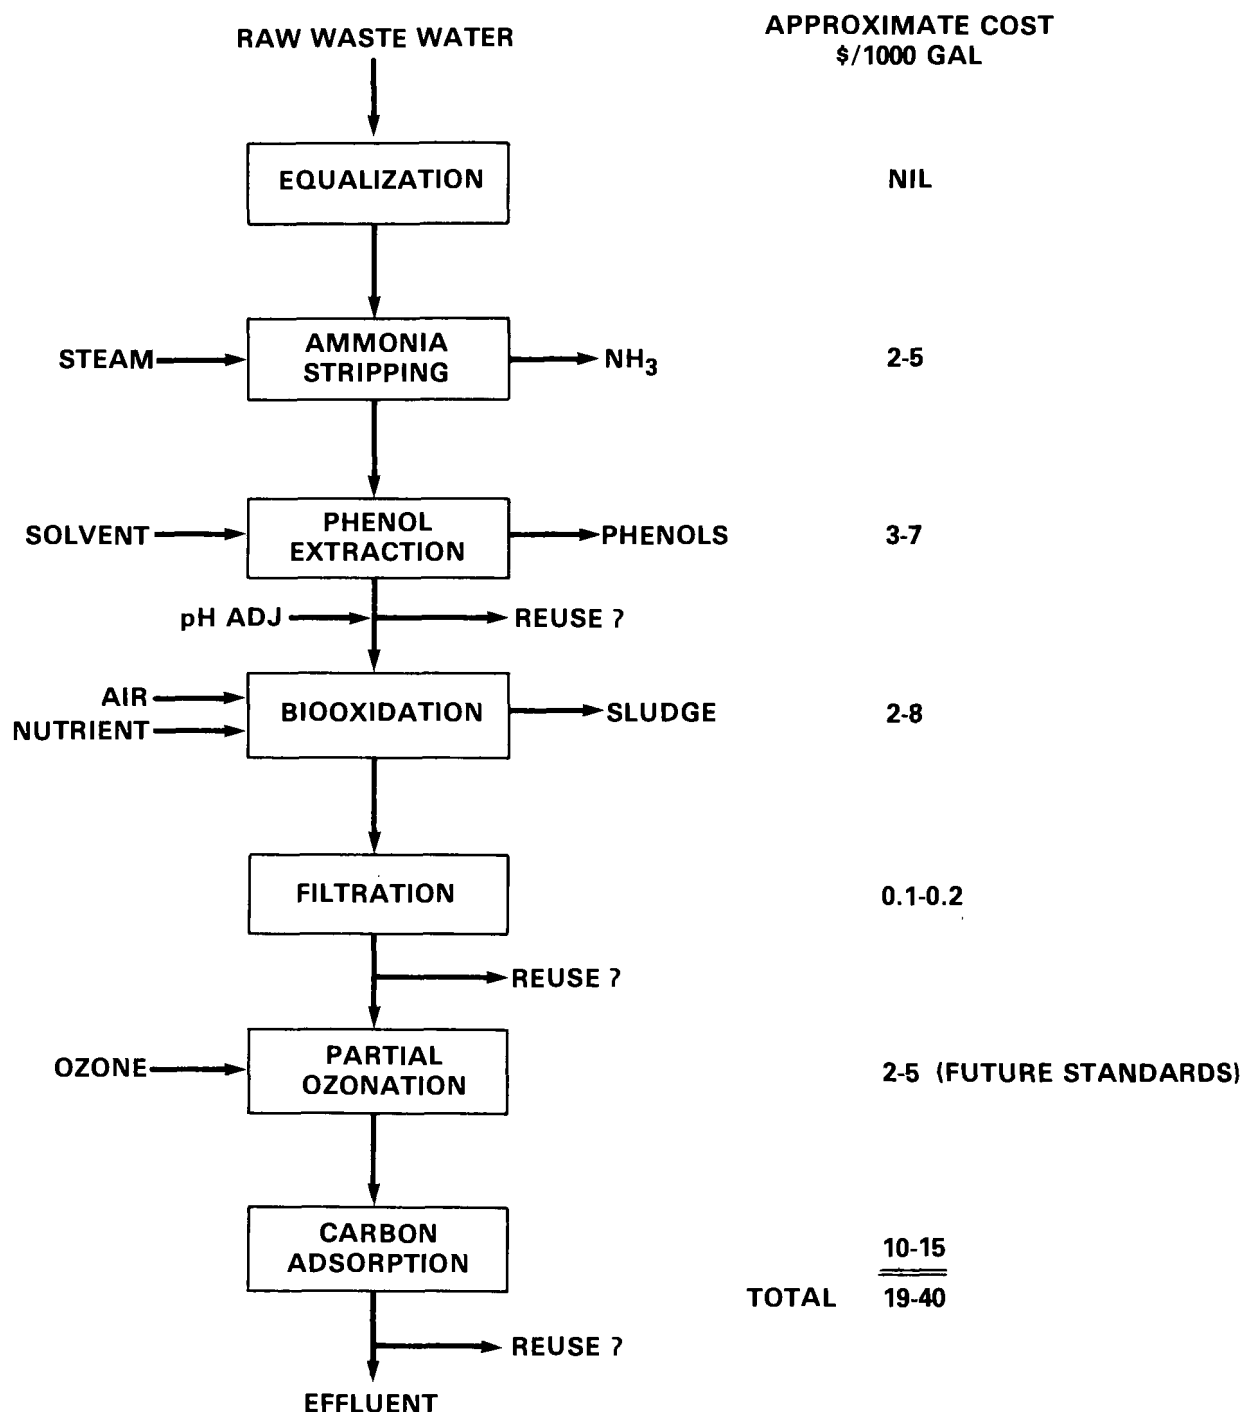 RAW WASTE WATER
APPROXIMATE COST
$/1000 GAL
EQUALIZATION
NIL
STEAM
AMMONIA
STRIPPING
NH3
2-5
SOLVENT
PHENOL
EXTRACTION
PHENOLS
3-7
pH ADJ
REUSE ?
AIR
NUTRIENT
BIOOXIDATION
SLUDGE
2-8
FILTRATION
0.1-0.2
REUSE ?
OZONE
PARTIAL
OZONATION
2-5 (FUTURE STANDARDS)
CARBON
ADSORPTION
10-15
TOTAL 19-40
REUSE ?
EFFLUENT